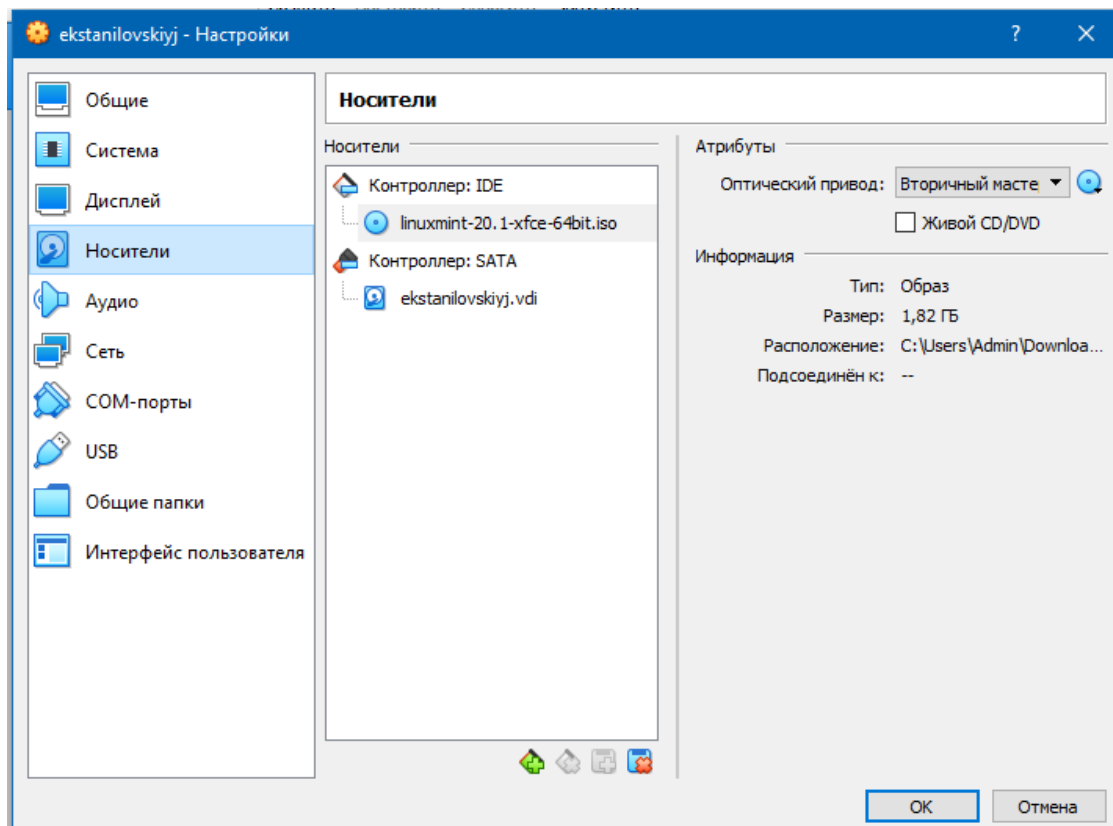 ekstanilovskiyj - Настройки
?
Общие
Система
Дисплей
Носители
Аудио
Сеть
COM-порты
USB
Общие папки
Интерфейс пользователя
Носители
Носители
Контроллер: IDE
linuxmint-20.1-xfce-64bit.iso
Контроллер: SATA
ekstanilovskiyj.vdi
Атрибуты
Оптический привод: Вторичный масте
Живой CD/DVD
Информация
Тип: Образ
Размер: 1,82 ГБ
Расположение: C:\Users\Admin\Downloa...
Подсоединён к: --
OK
Отмена